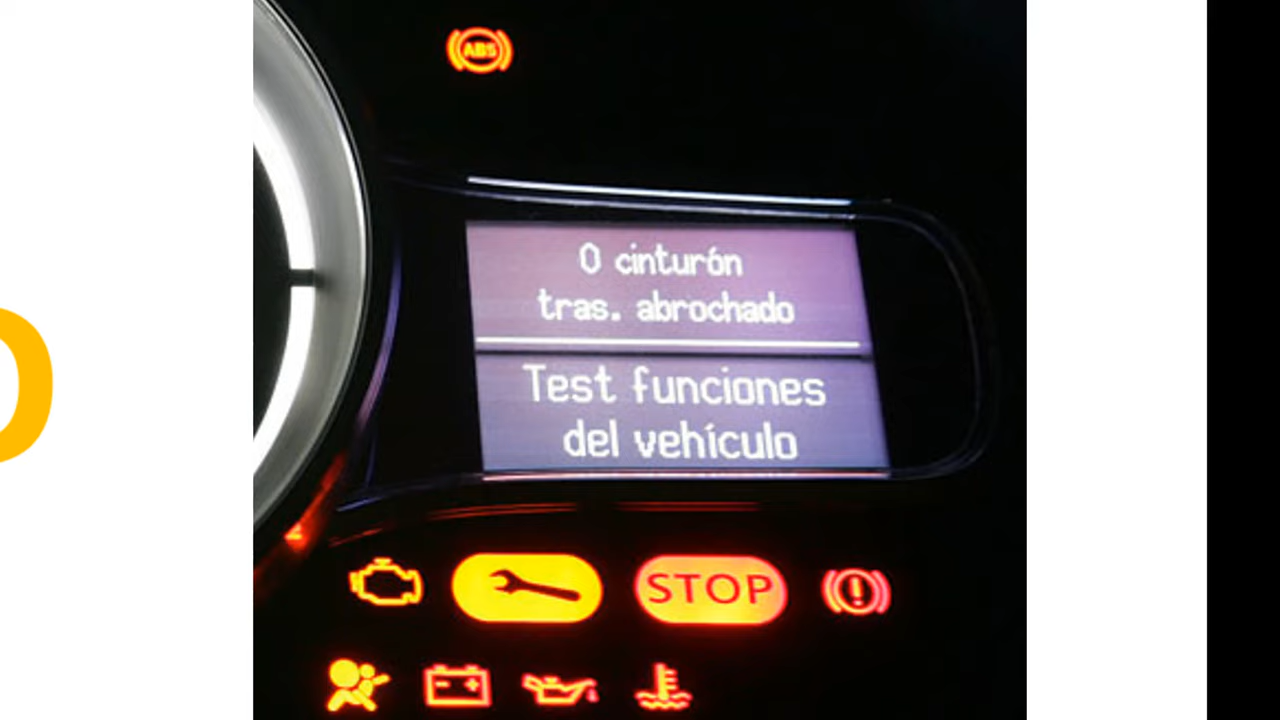 ABS
0 cinturón
tras. abrochado
Test funciones
del vehículo
STOP